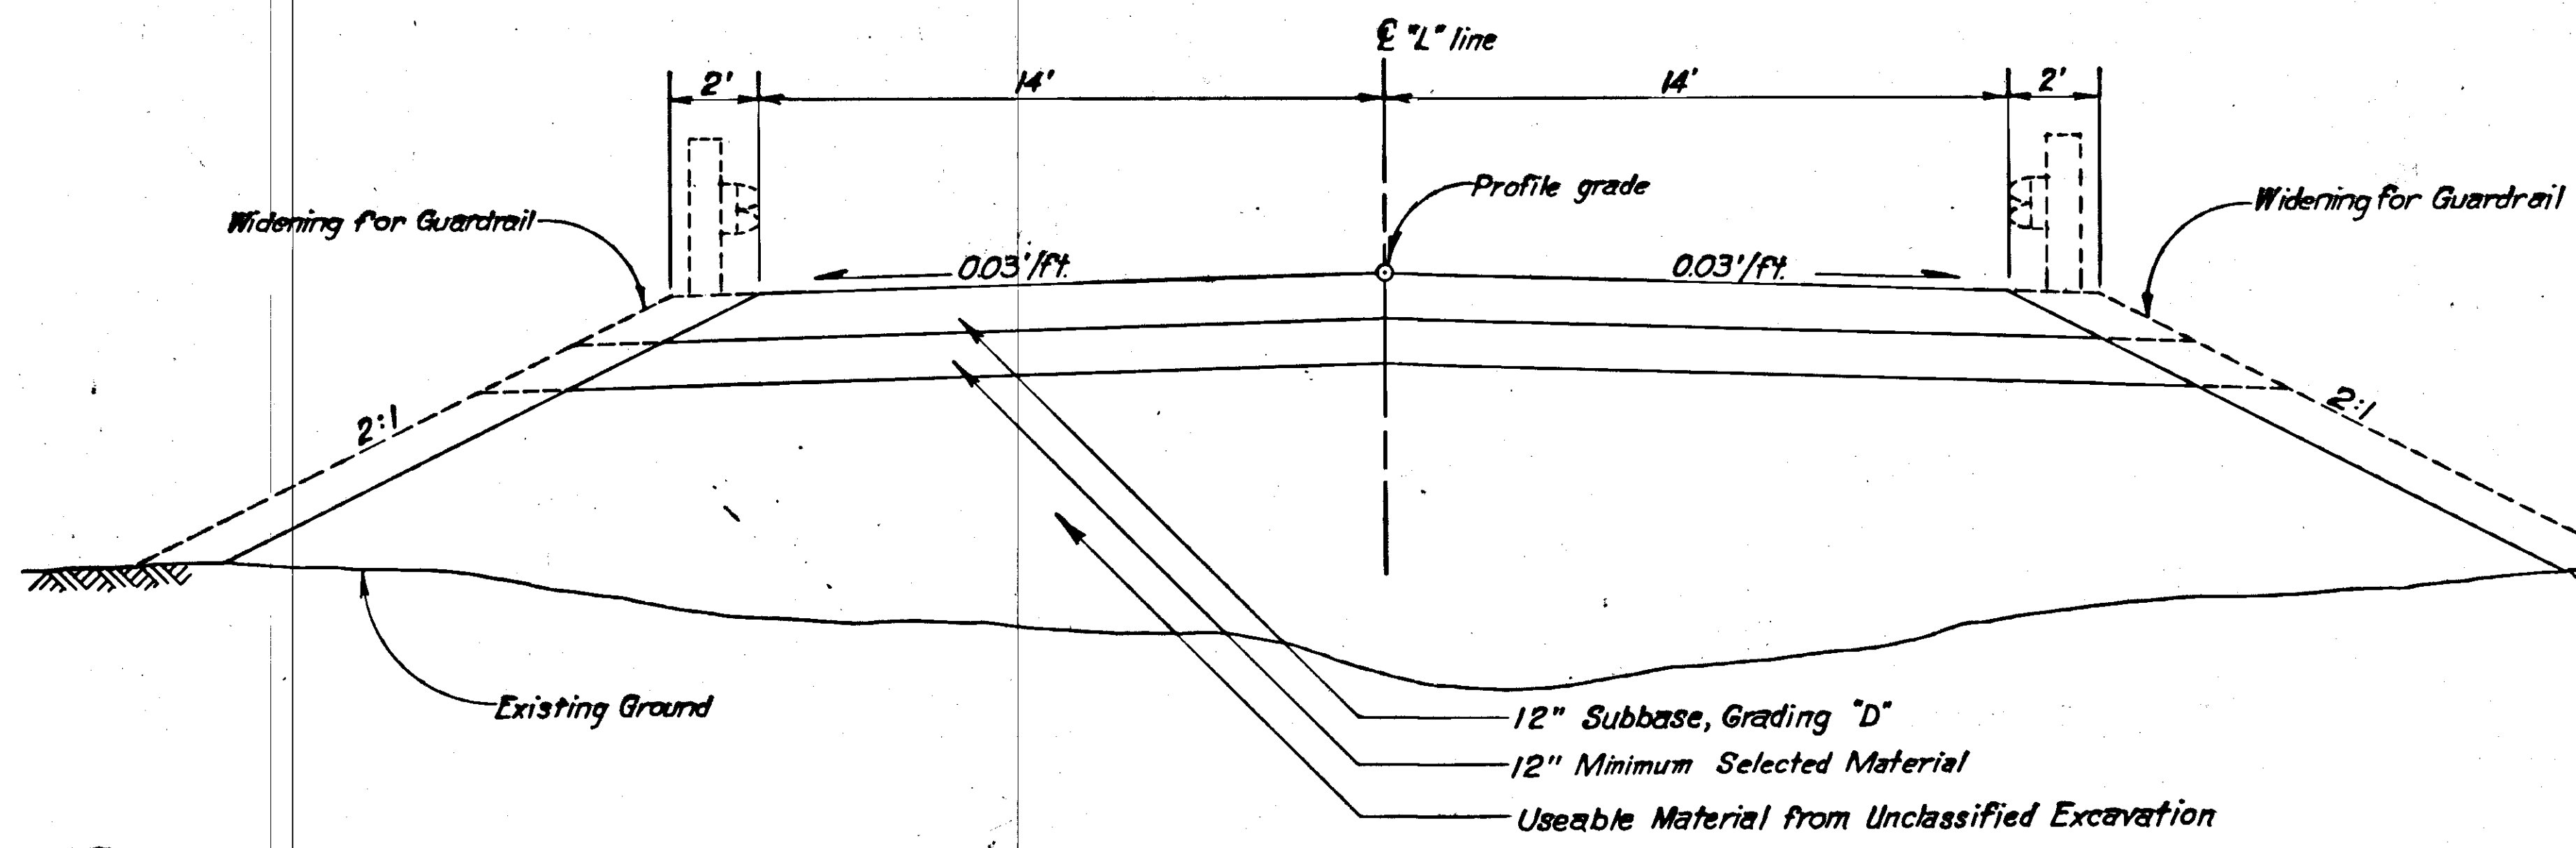 ℄ "L" line
2'
14'
14'
2'
Profile grade
Widening for Guardrail
Widening for Guardrail
0.03'/ft.
0.03'/ft.
2:1
2:1
Existing Ground
12" Subbase, Grading "D"
12" Minimum Selected Material
Useable Material from Unclassified Excavation